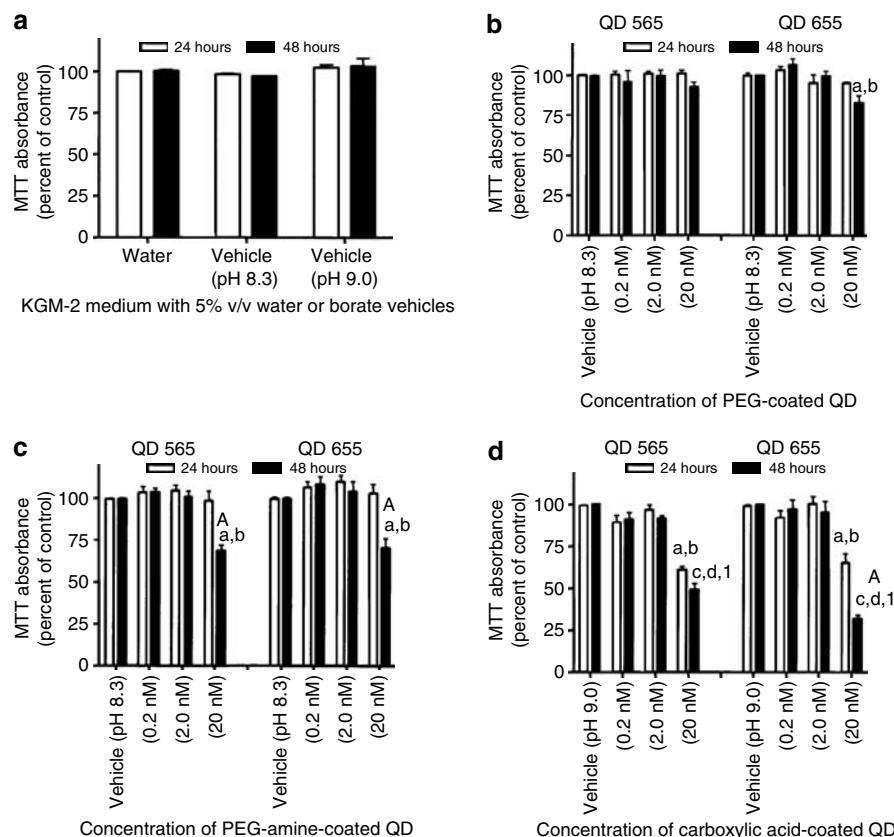 a
24 hours 48 hours
MTT absorbance
(percent of control)
100
75
50
25
0
Water
Vehicle
(pH 8.3)
Vehicle
(pH 9.0)
KGM-2 medium with 5% v/v water or borate vehicles
b
QD 565 QD 655
24 hours 48 hours
MTT absorbance
(percent of control)
100
75
50
25
0
a,b
Vehicle (pH 8.3)
(0.2 nM)
(2.0 nM)
(20 nM)
Vehicle (pH 8.3)
(0.2 nM)
(2.0 nM)
(20 nM)
Concentration of PEG-coated QD
c
QD 565 QD 655
24 hours 48 hours
MTT absorbance
(percent of control)
100
75
50
25
0
A
a,b
A
a,b
Vehicle (pH 8.3)
(0.2 nM)
(2.0 nM)
(20 nM)
Vehicle (pH 8.3)
(0.2 nM)
(2.0 nM)
(20 nM)
Concentration of PEG-amine-coated QD
d
QD 565 QD 655
24 hours 48 hours
MTT absorbance
(percent of control)
100
75
50
25
0
a,b
c,d,1
a,b
A
c,d,1
Vehicle (pH 9.0)
(0.2 nM)
(2.0 nM)
(20 nM)
Vehicle (pH 9.0)
(0.2 nM)
(2.0 nM)
(20 nM)
Concentration of carboxylic acid-coated QD